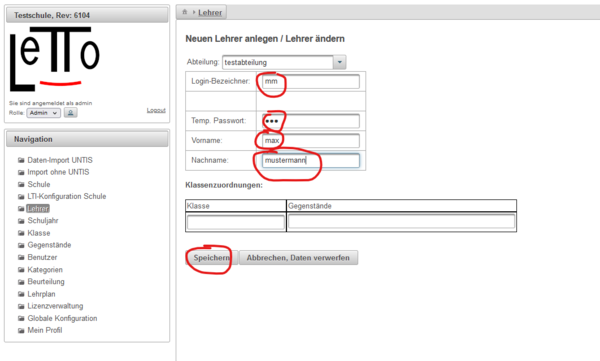 Testschule, Rev: 6104
LeTTo
Sie sind angemeldet als admin
Rolle: Admin
Logout
Navigation
Daten-Import UNTIS
Import ohne UNTIS
Schule
LTI-Konfiguration Schule
Lehrer
Schuljahr
Klasse
Gegenstände
Benutzer
Kategorien
Beurteilung
Lehrplan
Lizenzverwaltung
Globale Konfiguration
Mein Profil
Lehrer
Neuen Lehrer anlegen / Lehrer ändern
Abteilung: testabteilung
Login-Bezeichner: mm
Temp. Passwort: •••
Vorname: max
Nachname: mustermann
Klassenzuordnungen:
Klasse Gegenstände
Speichern Abbrechen, Daten verwerfen